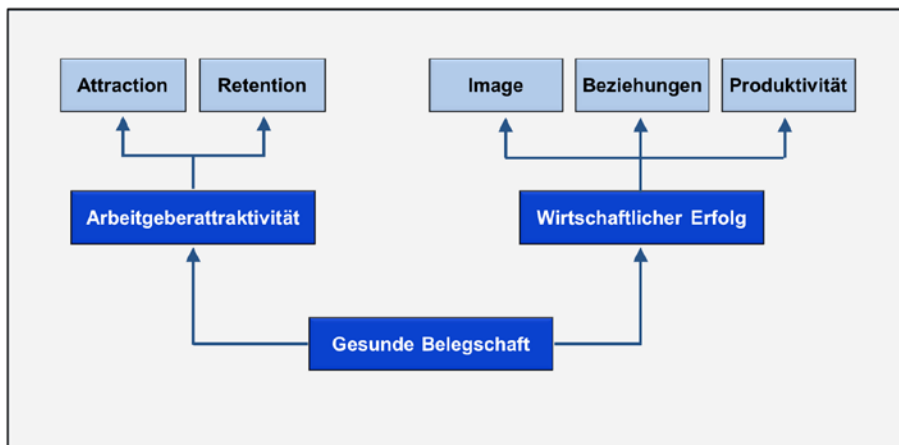 Attraction
Retention
Image
Beziehungen
Produktivität
Arbeitgeberattraktivität
Wirtschaftlicher Erfolg
Gesunde Belegschaft